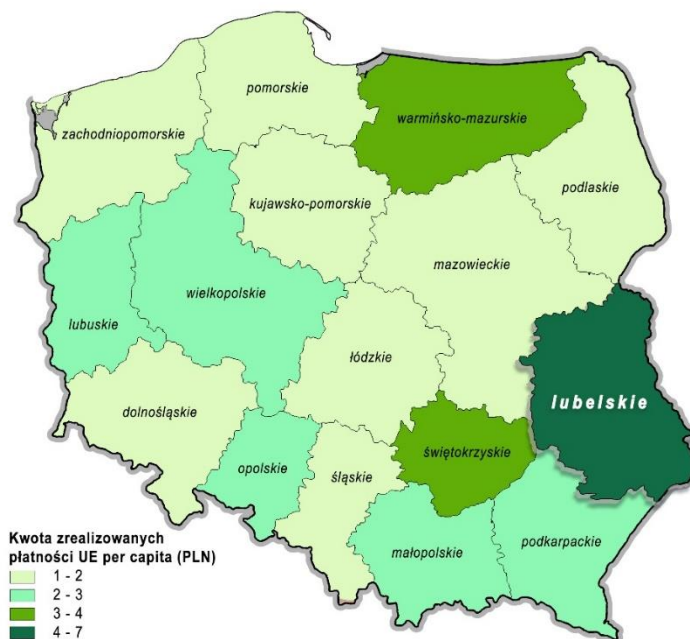 pomorskie
warmińsko-mazurskie
zachodniopomorskie
podlaskie
kujawsko-pomorskie
mazowieckie
wielkopolskie
lubuskie
łódzkie
lubelskie
dolnośląskie
świętokrzyskie
opolskie
śląskie
podkarpackie
małopolskie
Kwota zrealizowanych
płatności UE per capita (PLN)
1 - 2
2 - 3
3 - 4
4 - 7